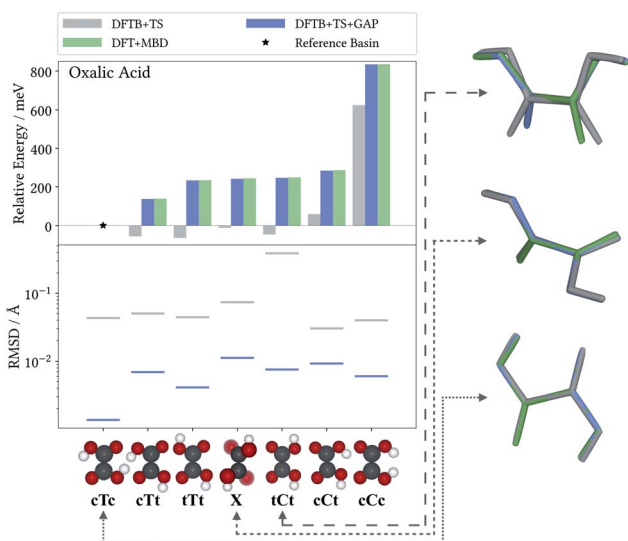 DFTB+TS
DFTB+TS+GAP
DFT+MBD
Reference Basin
Oxalic Acid
Relative Energy / meV
800
600
400
200
0
RMSD / Å
10⁻¹
10⁻²
cTc cTt tTt X tCt cCt cCc